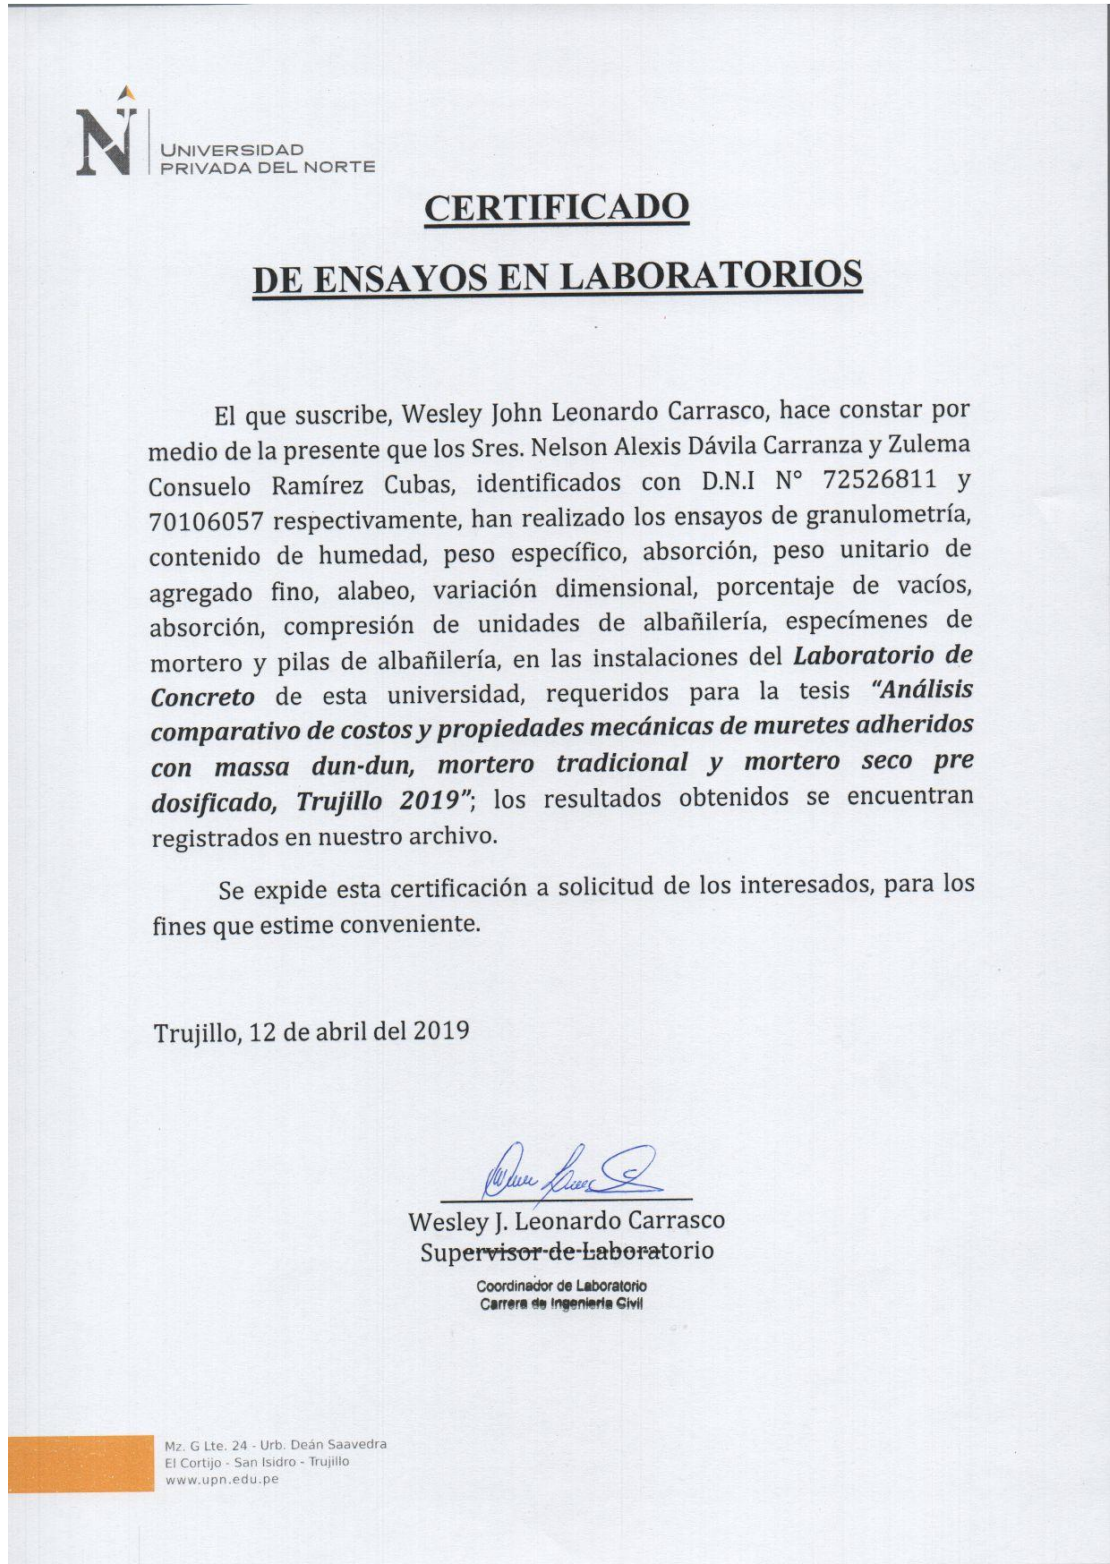 N
UNIVERSIDAD
PRIVADA DEL NORTE
CERTIFICADO
DE ENSAYOS EN LABORATORIOS
El que suscribe, Wesley John Leonardo Carrasco, hace constar por
medio de la presente que los Sres. Nelson Alexis Dávila Carranza y Zulema
Consuelo Ramírez Cubas, identificados con D.N.I N° 72526811 y
70106057 respectivamente, han realizado los ensayos de granulometría,
contenido de humedad, peso específico, absorción, peso unitario de
agregado fino, alabeo, variación dimensional, porcentaje de vacíos,
absorción, compresión de unidades de albañilería, especímenes de
mortero y pilas de albañilería, en las instalaciones del Laboratorio de
Concreto de esta universidad, requeridos para la tesis “Análisis
comparativo de costos y propiedades mecánicas de muretes adheridos
con massa dun-dun, mortero tradicional y mortero seco pre
dosificado, Trujillo 2019”; los resultados obtenidos se encuentran
registrados en nuestro archivo.
Se expide esta certificación a solicitud de los interesados, para los
fines que estime conveniente.
Trujillo, 12 de abril del 2019
Wesley J. Leonardo Carrasco
Supervisor de Laboratorio
Coordinador de Laboratorio
Carrera de Ingeniería Civil
Mz. G Lte. 24 - Urb. Deán Saavedra
El Cortijo - San Isidro - Trujillo
www.upn.edu.pe